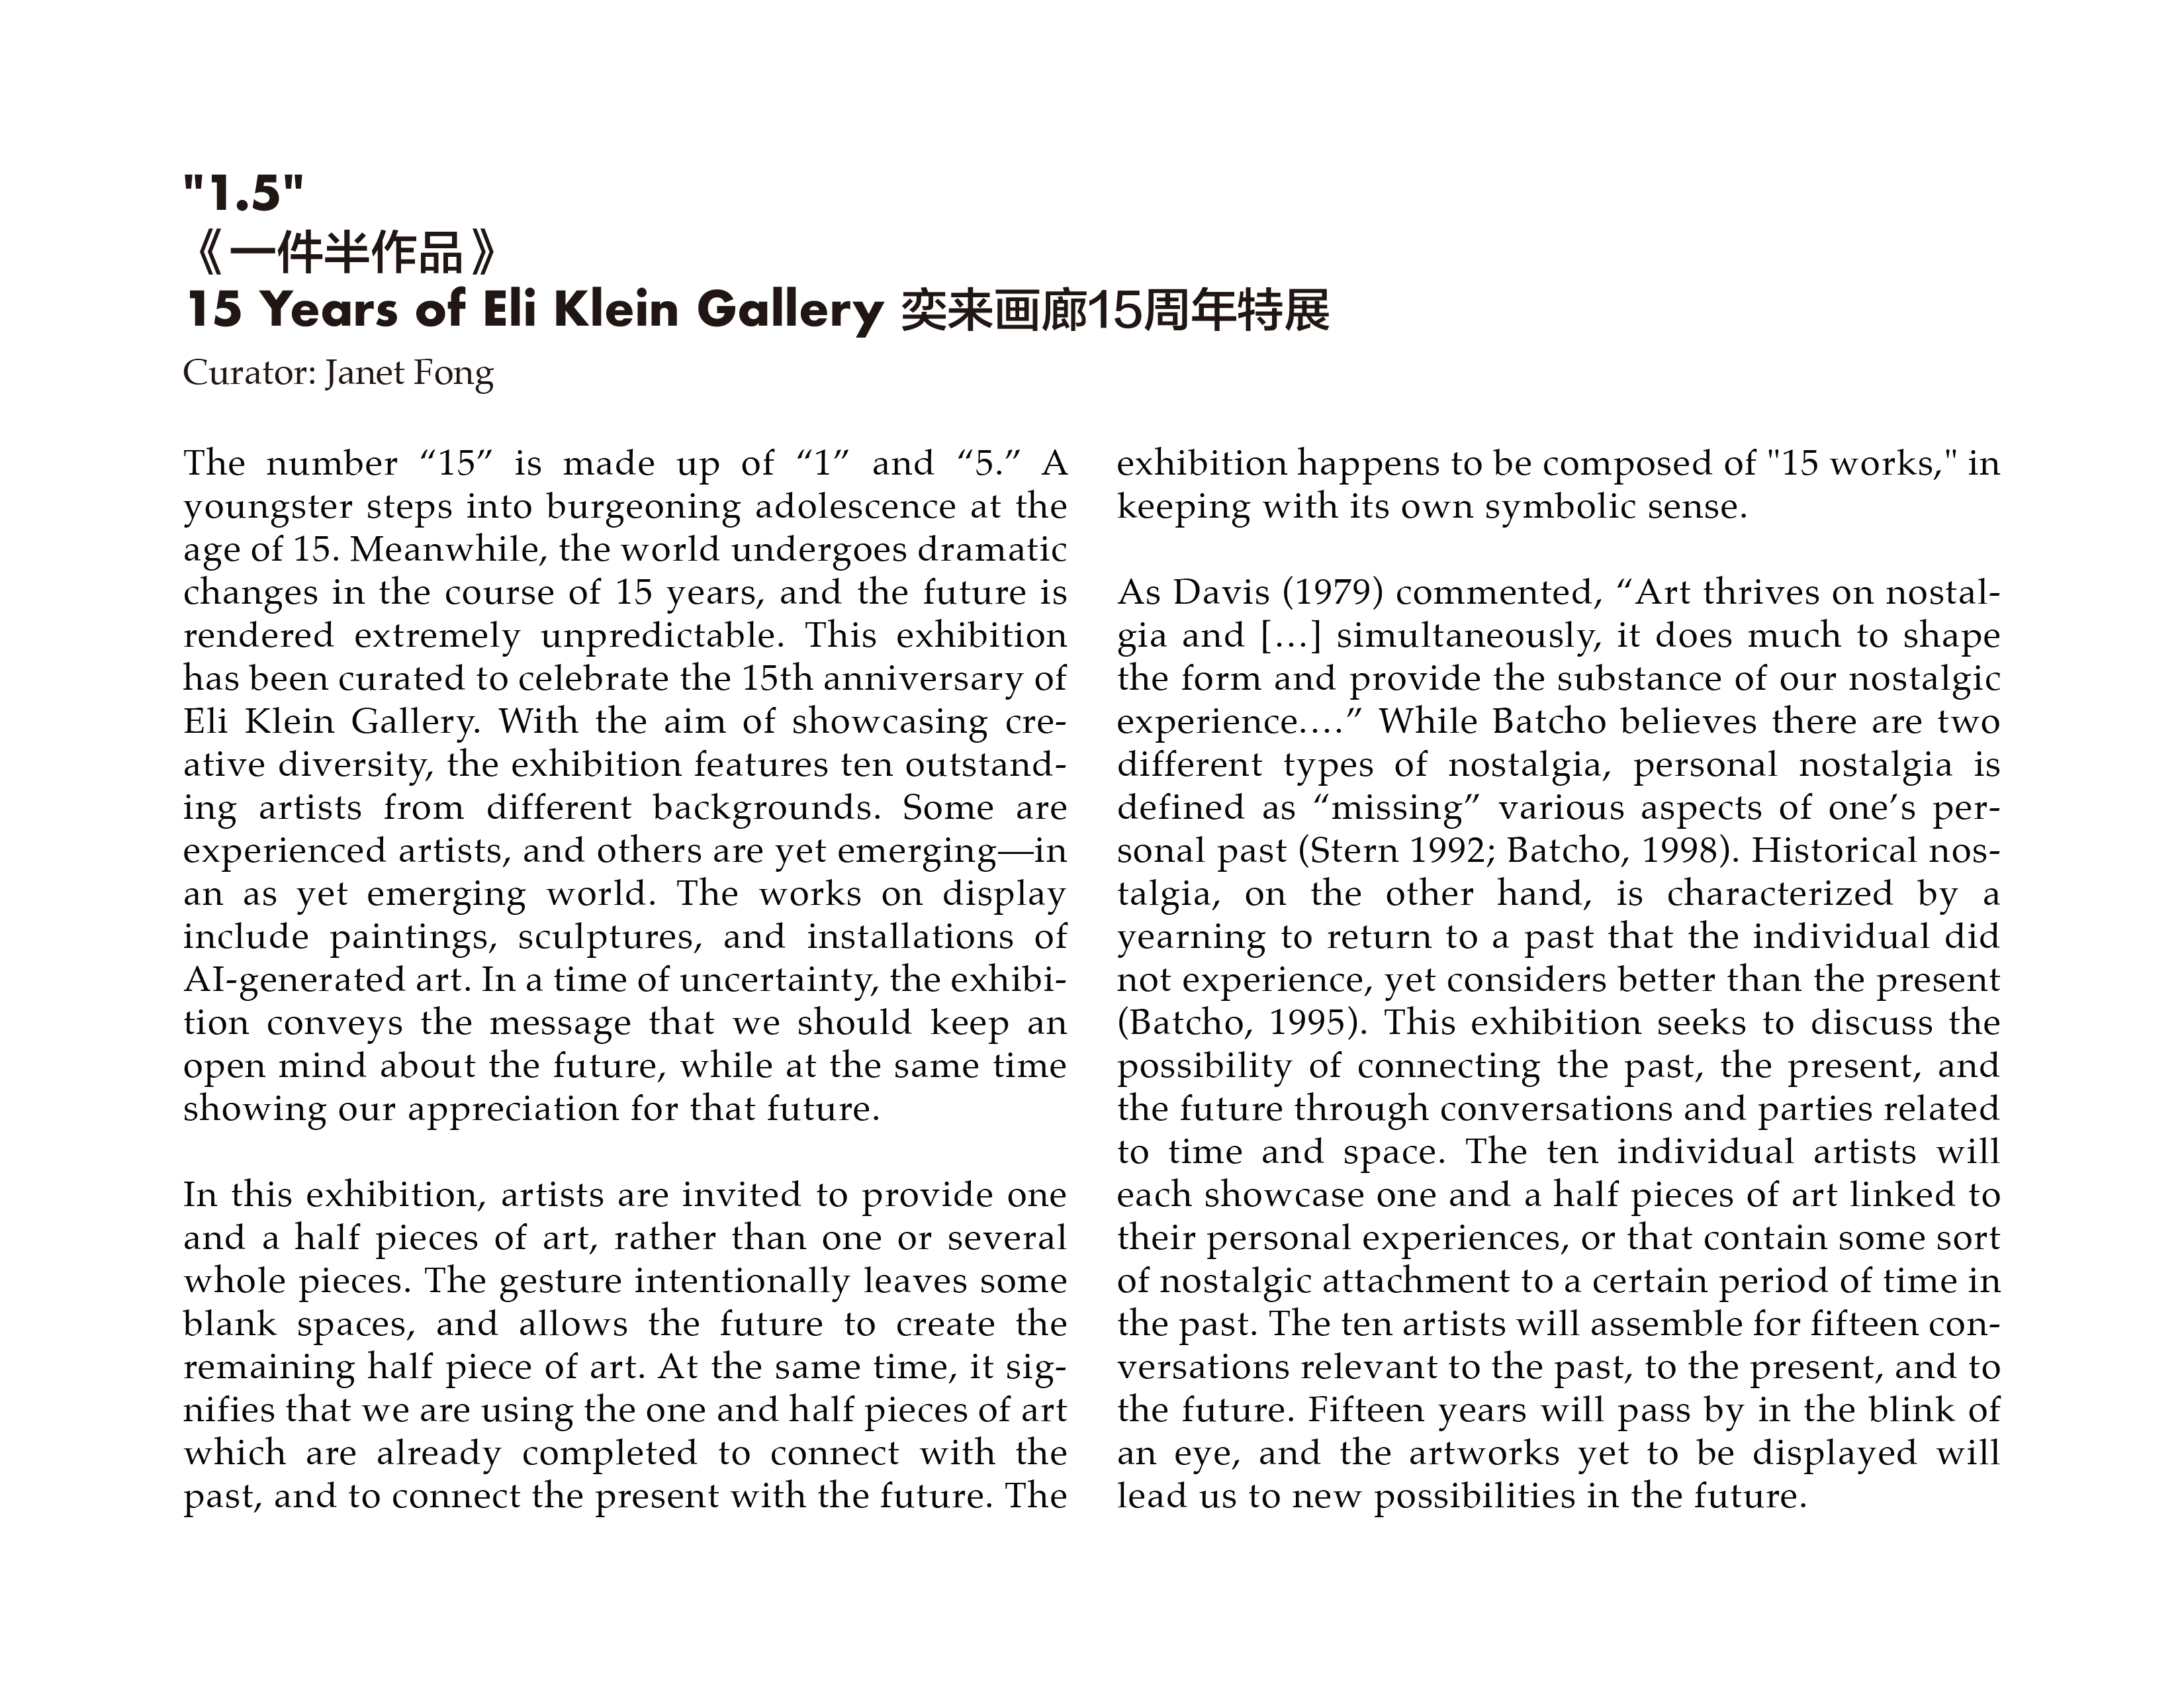 "1.5"
《一件半作品》
15 Years of Eli Klein Gallery 奕来画廊15周年特展
Curator: Janet Fong
The number “15” is made up of “1” and “5.” A
youngster steps into burgeoning adolescence at the
age of 15. Meanwhile, the world undergoes dramatic
changes in the course of 15 years, and the future is
rendered extremely unpredictable. This exhibition
has been curated to celebrate the 15th anniversary of
Eli Klein Gallery. With the aim of showcasing cre-
ative diversity, the exhibition features ten outstand-
ing artists from different backgrounds. Some are
experienced artists, and others are yet emerging—in
an as yet emerging world. The works on display
include paintings, sculptures, and installations of
AI-generated art. In a time of uncertainty, the exhibi-
tion conveys the message that we should keep an
open mind about the future, while at the same time
showing our appreciation for that future.
In this exhibition, artists are invited to provide one
and a half pieces of art, rather than one or several
whole pieces. The gesture intentionally leaves some
blank spaces, and allows the future to create the
remaining half piece of art. At the same time, it sig-
nifies that we are using the one and half pieces of art
which are already completed to connect with the
past, and to connect the present with the future. The
exhibition happens to be composed of "15 works," in
keeping with its own symbolic sense.
As Davis (1979) commented, “Art thrives on nostal-
gia and […] simultaneously, it does much to shape
the form and provide the substance of our nostalgic
experience.…” While Batcho believes there are two
different types of nostalgia, personal nostalgia is
defined as “missing” various aspects of one’s per-
sonal past (Stern 1992; Batcho, 1998). Historical nos-
talgia, on the other hand, is characterized by a
yearning to return to a past that the individual did
not experience, yet considers better than the present
(Batcho, 1995). This exhibition seeks to discuss the
possibility of connecting the past, the present, and
the future through conversations and parties related
to time and space. The ten individual artists will
each showcase one and a half pieces of art linked to
their personal experiences, or that contain some sort
of nostalgic attachment to a certain period of time in
the past. The ten artists will assemble for fifteen con-
versations relevant to the past, to the present, and to
the future. Fifteen years will pass by in the blink of
an eye, and the artworks yet to be displayed will
lead us to new possibilities in the future.